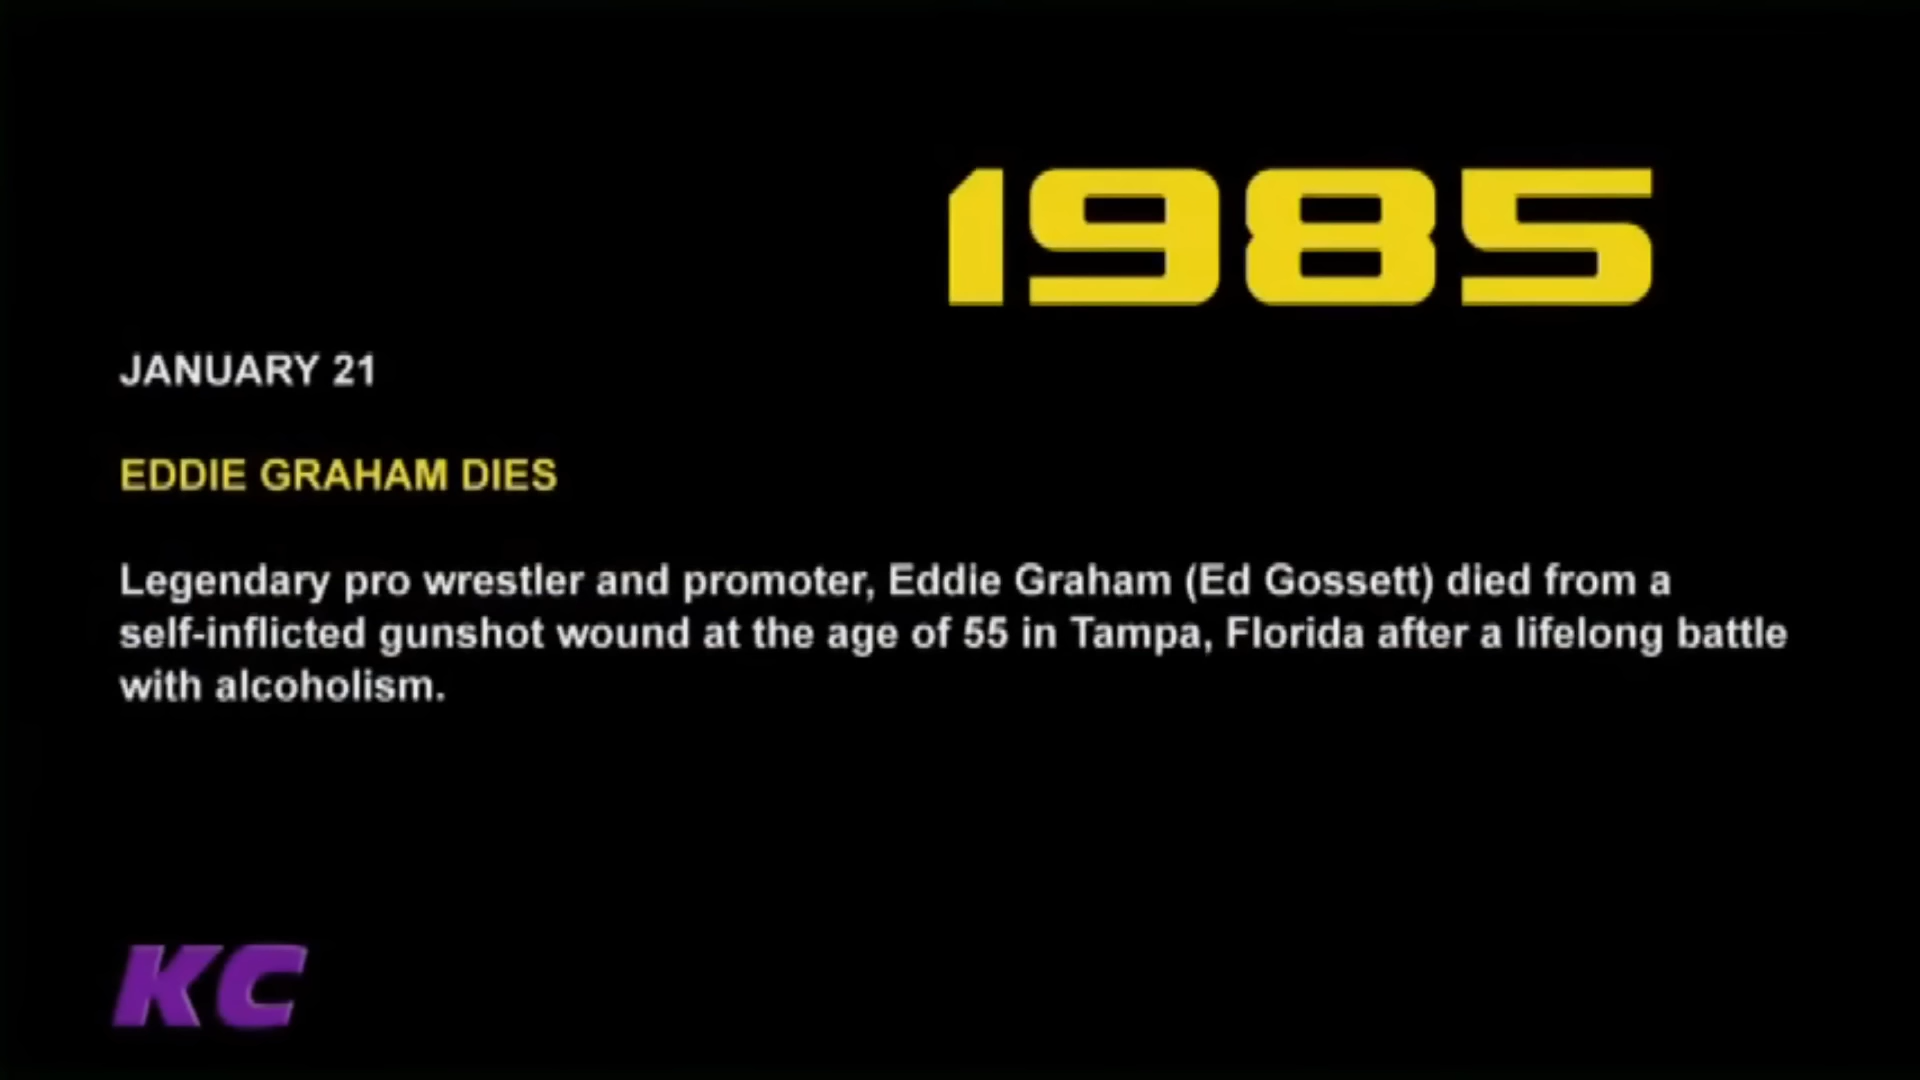 1985
JANUARY 21
EDDIE GRAHAM DIES
Legendary pro wrestler and promoter, Eddie Graham (Ed Gossett) died from a
self-inflicted gunshot wound at the age of 55 in Tampa, Florida after a lifelong battle
with alcoholism.
KC